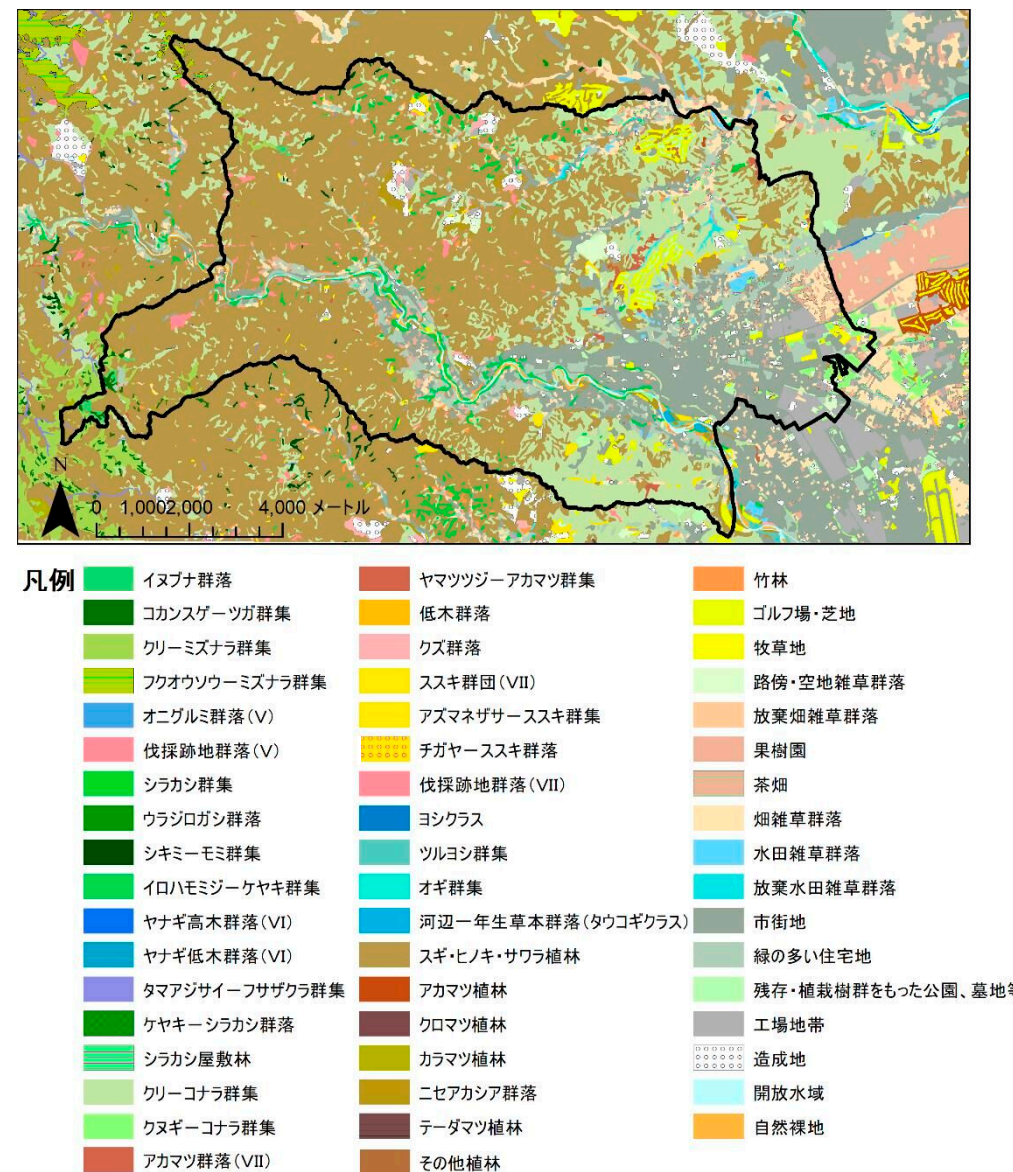 N
0 1,0002,000 4,000 メートル
凡例
イヌブナ群落
コカンスゲーツガ群集
クリーミズナラ群集
フクオウソウーミズナラ群集
オニグルミ群落(Ⅴ)
伐採跡地群落(Ⅴ)
シラカシ群集
ウラジロガシ群落
シキミーモミ群集
イロハモミジーケヤキ群集
ヤナギ高木群落(Ⅵ)
ヤナギ低木群落(Ⅵ)
タマアジサイーフサザクラ群集
ケヤキーシラカシ群落
シラカシ屋敷林
クリーコナラ群集
クヌギーコナラ群集
アカマツ群落(Ⅶ)
ヤマツツジーアカマツ群集
低木群落
クズ群落
ススキ群団(Ⅶ)
アズマネザサーススキ群集
チガヤーススキ群落
伐採跡地群落(Ⅶ)
ヨシクラス
ツルヨシ群集
オギ群集
河辺一年生草本群落(タウコギクラス)
スギ・ヒノキ・サワラ植林
アカマツ植林
クロマツ植林
カラマツ植林
ニセアカシア群落
テーダマツ植林
その他植林
竹林
ゴルフ場・芝地
牧草地
路傍・空地雑草群落
放棄畑雑草群落
果樹園
茶畑
畑雑草群落
水田雑草群落
放棄水田雑草群落
市街地
緑の多い住宅地
残存・植栽樹群をもった公園、墓地等
工場地帯
造成地
開放水域
自然裸地